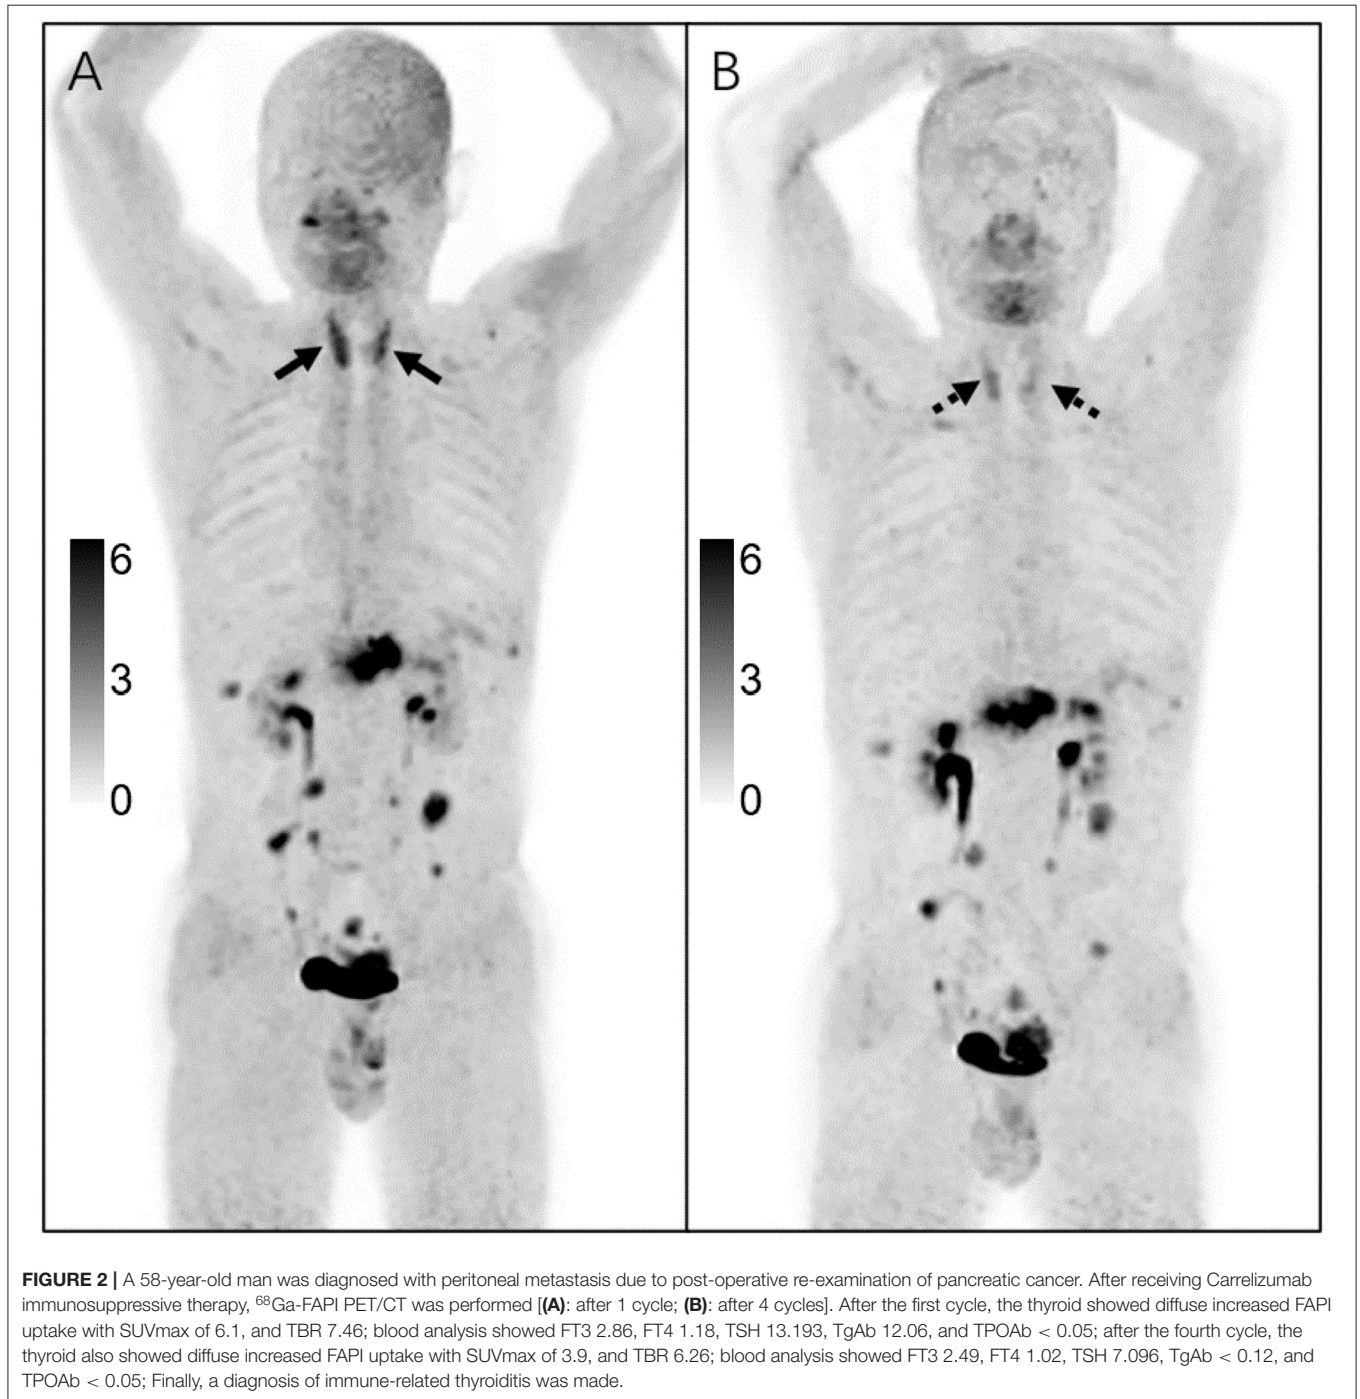 A
B
6
3
0
6
3
0
FIGURE 2 | A 58-year-old man was diagnosed with peritoneal metastasis due to post-operative re-examination of pancreatic cancer. After receiving Carrelizumab
immunosuppressive therapy, ⁶⁸Ga-FAPI PET/CT was performed [(A): after 1 cycle; (B): after 4 cycles]. After the first cycle, the thyroid showed diffuse increased FAPI
uptake with SUVmax of 6.1, and TBR 7.46; blood analysis showed FT3 2.86, FT4 1.18, TSH 13.193, TgAb 12.06, and TPOAb < 0.05; after the fourth cycle, the
thyroid also showed diffuse increased FAPI uptake with SUVmax of 3.9, and TBR 6.26; blood analysis showed FT3 2.49, FT4 1.02, TSH 7.096, TgAb < 0.12, and
TPOAb < 0.05; Finally, a diagnosis of immune-related thyroiditis was made.